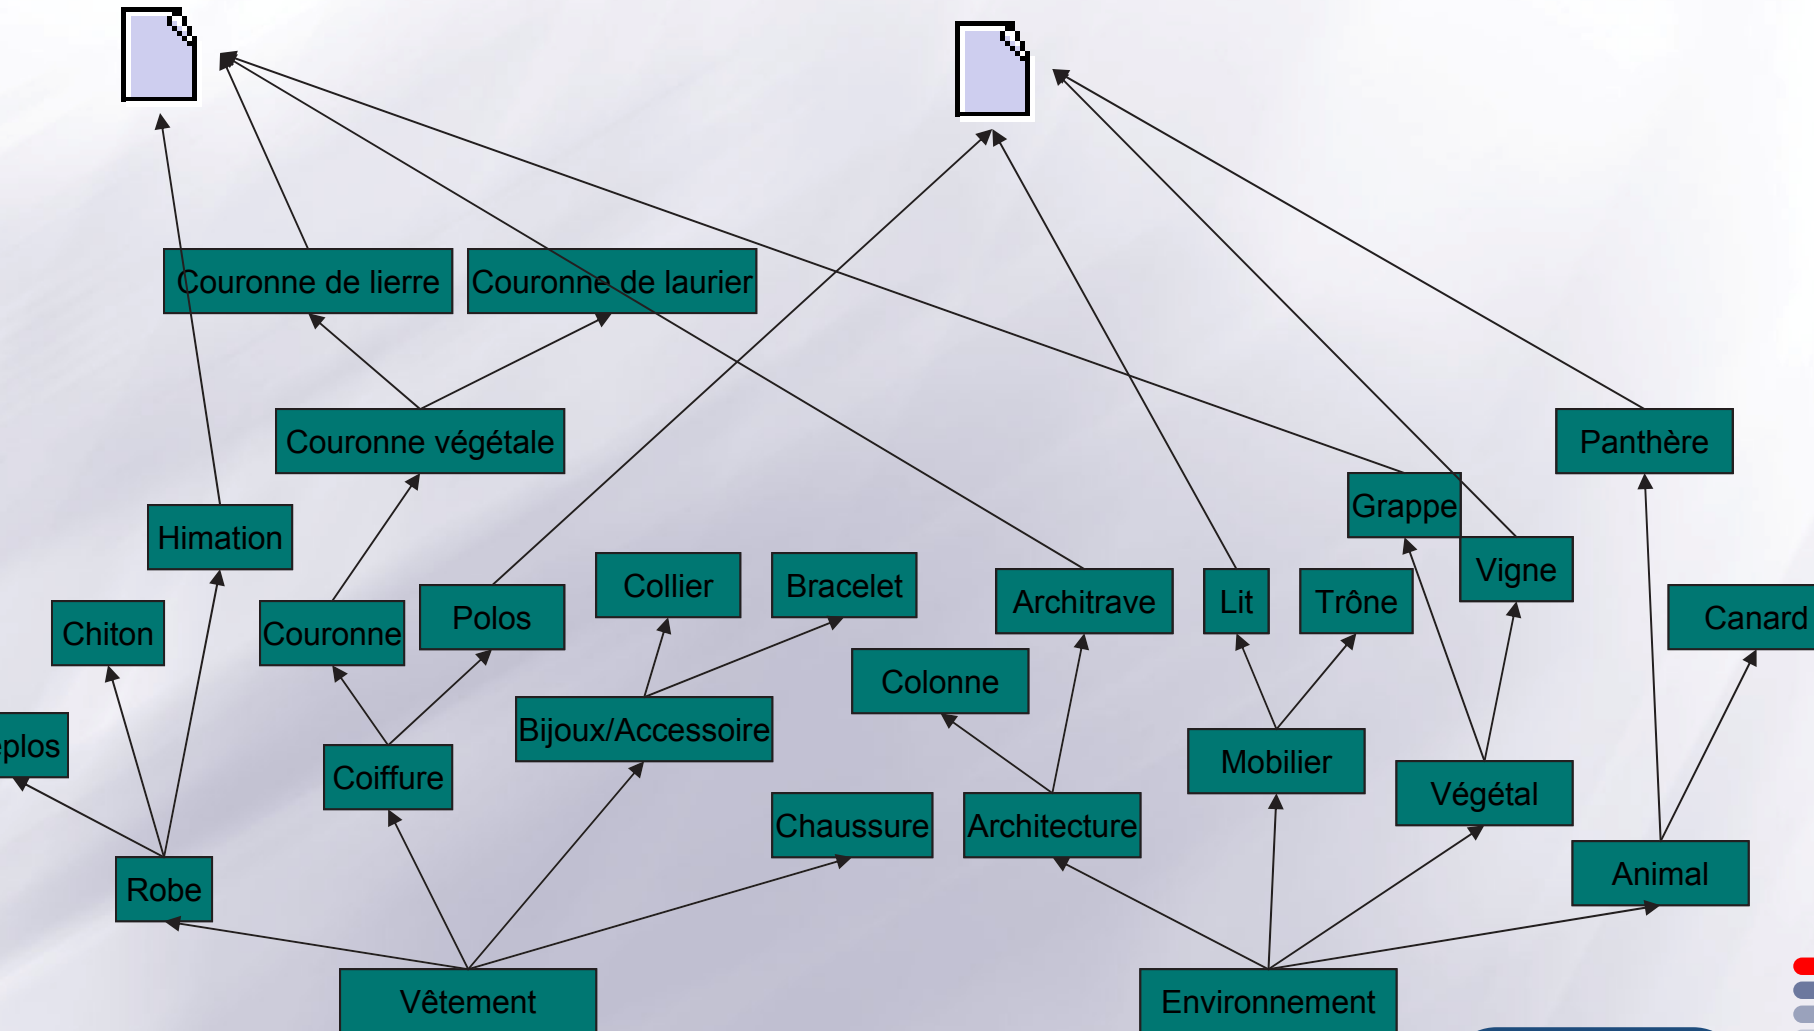 Couronne de lierre
Couronne de laurier
Couronne végétale
Panthère
Grappe
Himation
Vigne
Collier
Bracelet
Architrave
Lit
Trône
Chiton
Couronne
Polos
Canard
Colonne
plos
Bijoux/Accessoire
Mobilier
Coiffure
Végétal
Chaussure
Architecture
Robe
Animal
Vêtement
Environnement